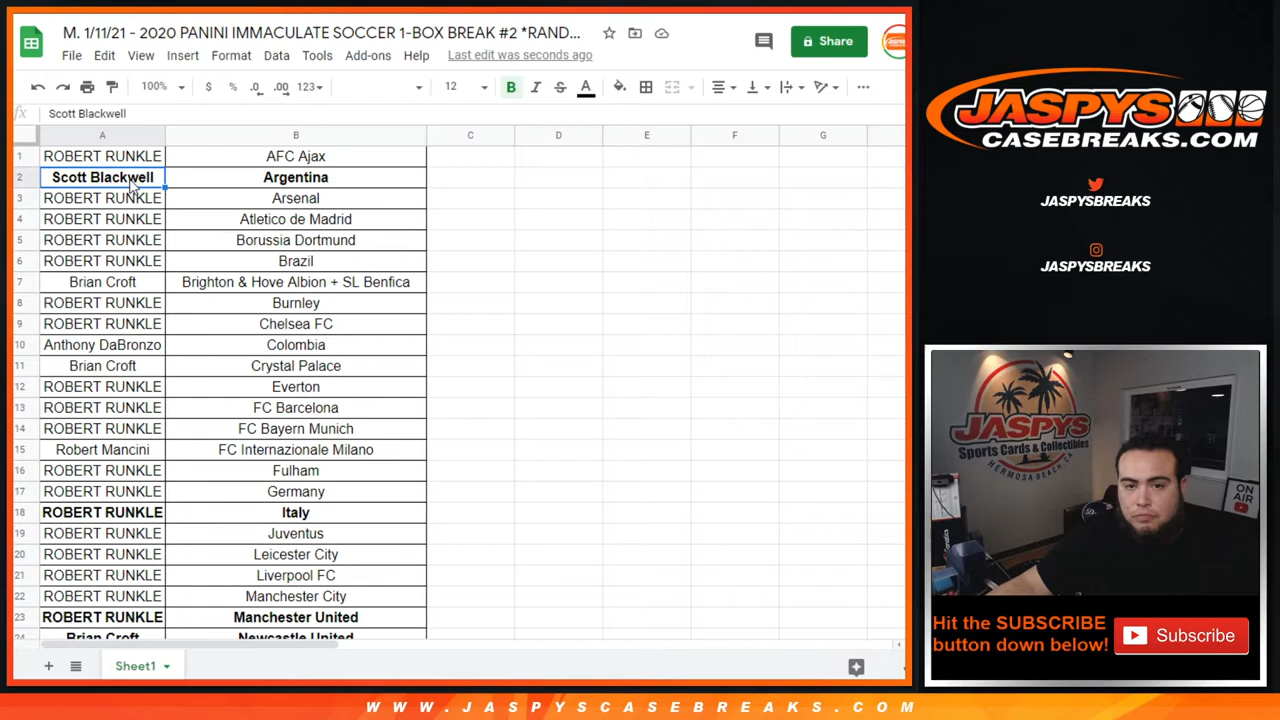 M. 1/11/21 - 2020 PANINI IMMACULATE SOCCER 1-BOX BREAK #2 *RAND...
File Edit View Insert Format Data Tools Add-ons Help Last edit was seconds ago
Share
100% $ % .0 .00 123 12 B I S A
fx Scott Blackwell
A B C D E F G
1 ROBERT RUNKLE AFC Ajax
2 Scott Blackwell Argentina
3 ROBERT RUNKLE Arsenal
4 ROBERT RUNKLE Atletico de Madrid
5 ROBERT RUNKLE Borussia Dortmund
6 ROBERT RUNKLE Brazil
7 Brian Croft Brighton & Hove Albion + SL Benfica
8 ROBERT RUNKLE Burnley
9 ROBERT RUNKLE Chelsea FC
10 Anthony DaBronzo Colombia
11 Brian Croft Crystal Palace
12 ROBERT RUNKLE Everton
13 ROBERT RUNKLE FC Barcelona
14 ROBERT RUNKLE FC Bayern Munich
15 Robert Mancini FC Internazionale Milano
16 ROBERT RUNKLE Fulham
17 ROBERT RUNKLE Germany
18 ROBERT RUNKLE Italy
19 ROBERT RUNKLE Juventus
20 ROBERT RUNKLE Leicester City
21 ROBERT RUNKLE Liverpool FC
22 ROBERT RUNKLE Manchester City
23 ROBERT RUNKLE Manchester United
24 Brian Croft Newcastle United
Sheet1
JASPYS
CASEBREAKS.COM
JASPYSBREAKS
JASPYSBREAKS
JASPYS
Sports Cards & Collectibles
HERMOSA BEACH, CA
ON
AIR
Hit the SUBSCRIBE
button down below!
Subscribe
WWW.JASPYSCASEBREAKS.COM